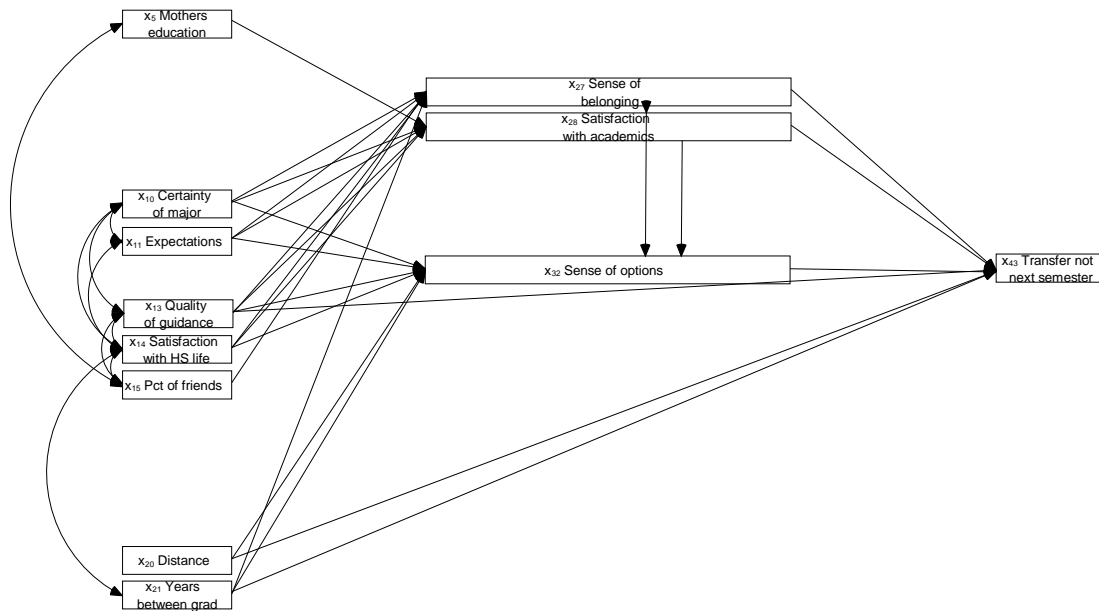 x5 Mothers
education
x27 Sense of
belonging
x28 Satisfaction
with academics
x10 Certainty
of major
x11 Expectations
x32 Sense of options
x43 Transfer not
next semester
x13 Quality
of guidance
x14 Satisfaction
with HS life
x15 Pct of friends
x20 Distance
x21 Years
between grad